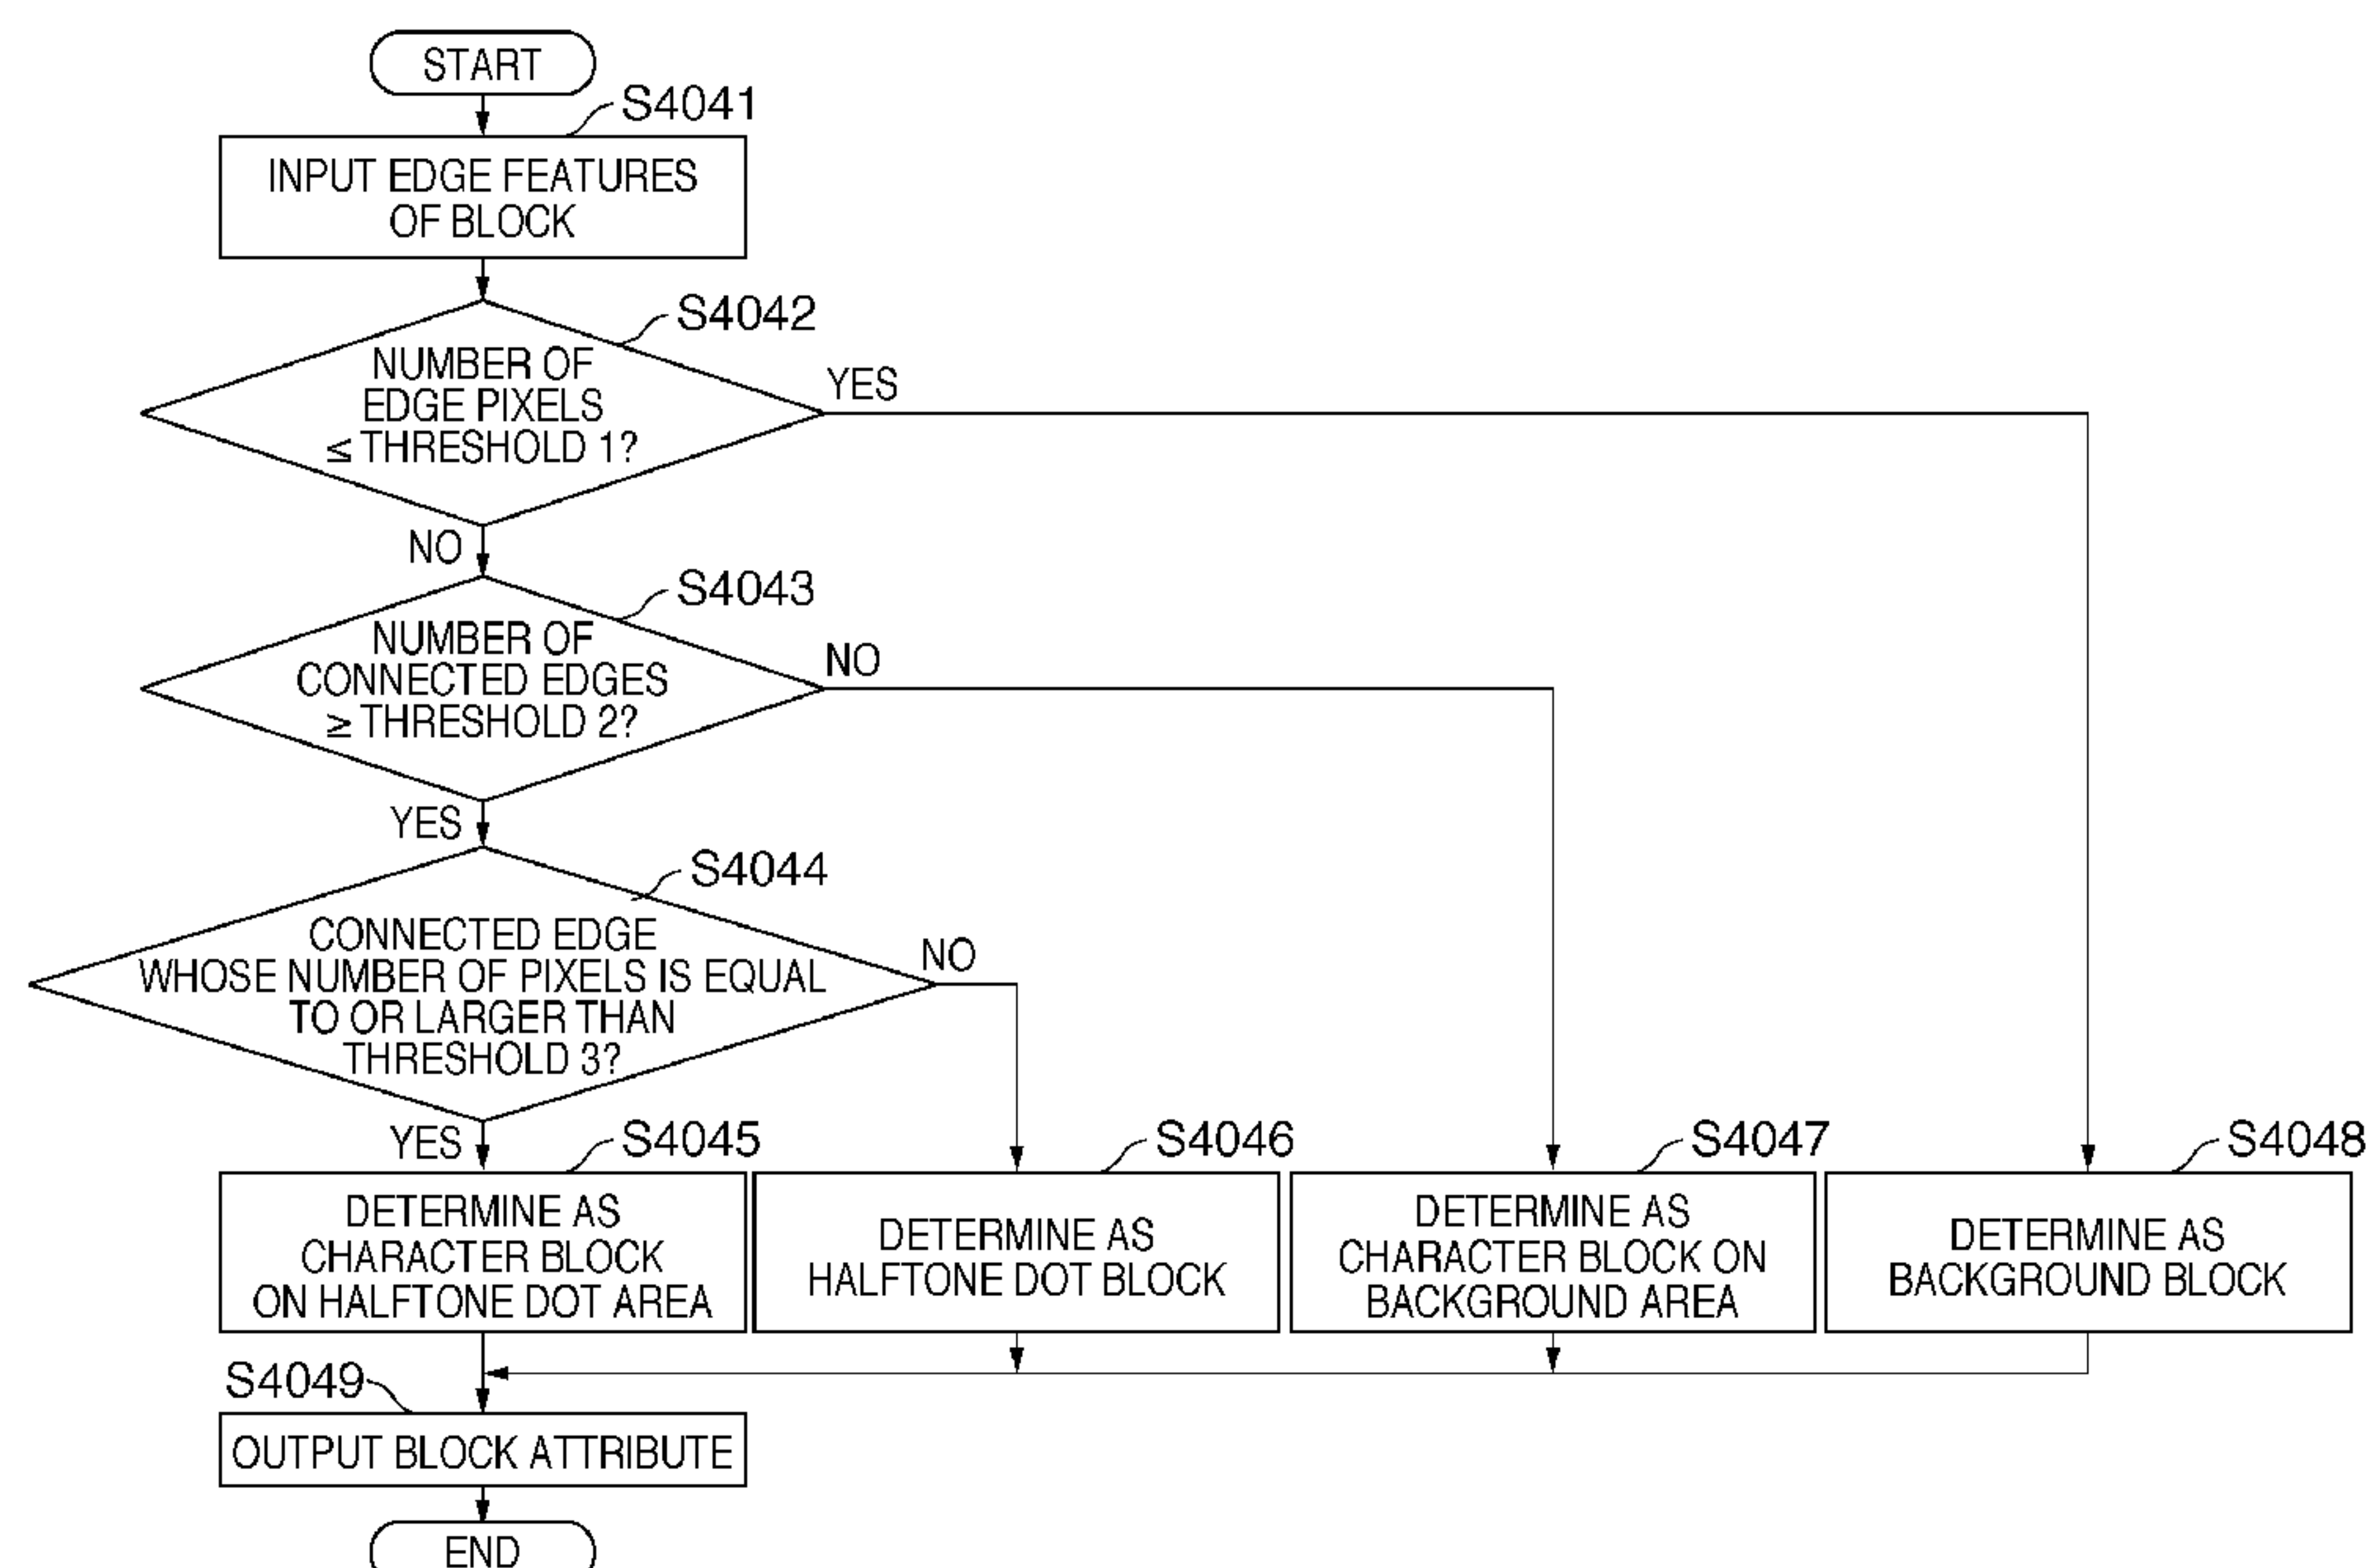 START
S4041
INPUT EDGE FEATURES
OF BLOCK
S4042
NUMBER OF
EDGE PIXELS
≤ THRESHOLD 1?
YES
NO
S4043
NUMBER OF
CONNECTED EDGES
≥ THRESHOLD 2?
NO
YES
S4044
CONNECTED EDGE
WHOSE NUMBER OF PIXELS IS EQUAL
TO OR LARGER THAN
THRESHOLD 3?
NO
YES
S4045
DETERMINE AS
CHARACTER BLOCK
ON HALFTONE DOT AREA
S4046
DETERMINE AS
HALFTONE DOT BLOCK
S4047
DETERMINE AS
CHARACTER BLOCK ON
BACKGROUND AREA
S4048
DETERMINE AS
BACKGROUND BLOCK
S4049
OUTPUT BLOCK ATTRIBUTE
END